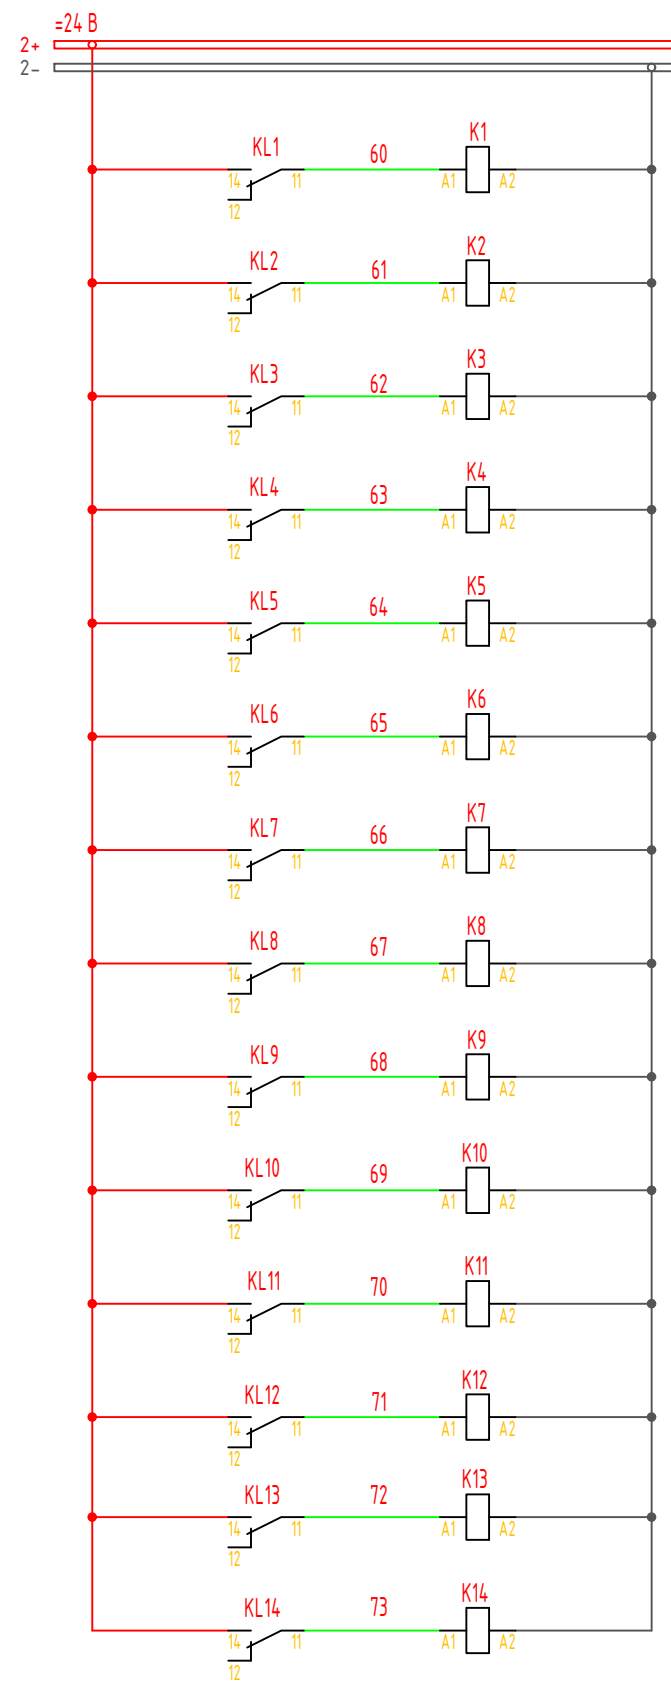 =24 В
2+
2-
KL1 60 K1
14 11 A1 A2
12
KL2 61 K2
14 11 A1 A2
12
KL3 62 K3
14 11 A1 A2
12
KL4 63 K4
14 11 A1 A2
12
KL5 64 K5
14 11 A1 A2
12
KL6 65 K6
14 11 A1 A2
12
KL7 66 K7
14 11 A1 A2
12
KL8 67 K8
14 11 A1 A2
12
KL9 68 K9
14 11 A1 A2
12
KL10 69 K10
14 11 A1 A2
12
KL11 70 K11
14 11 A1 A2
12
KL12 71 K12
14 11 A1 A2
12
KL13 72 K13
14 11 A1 A2
12
KL14 73 K14
14 11 A1 A2
12